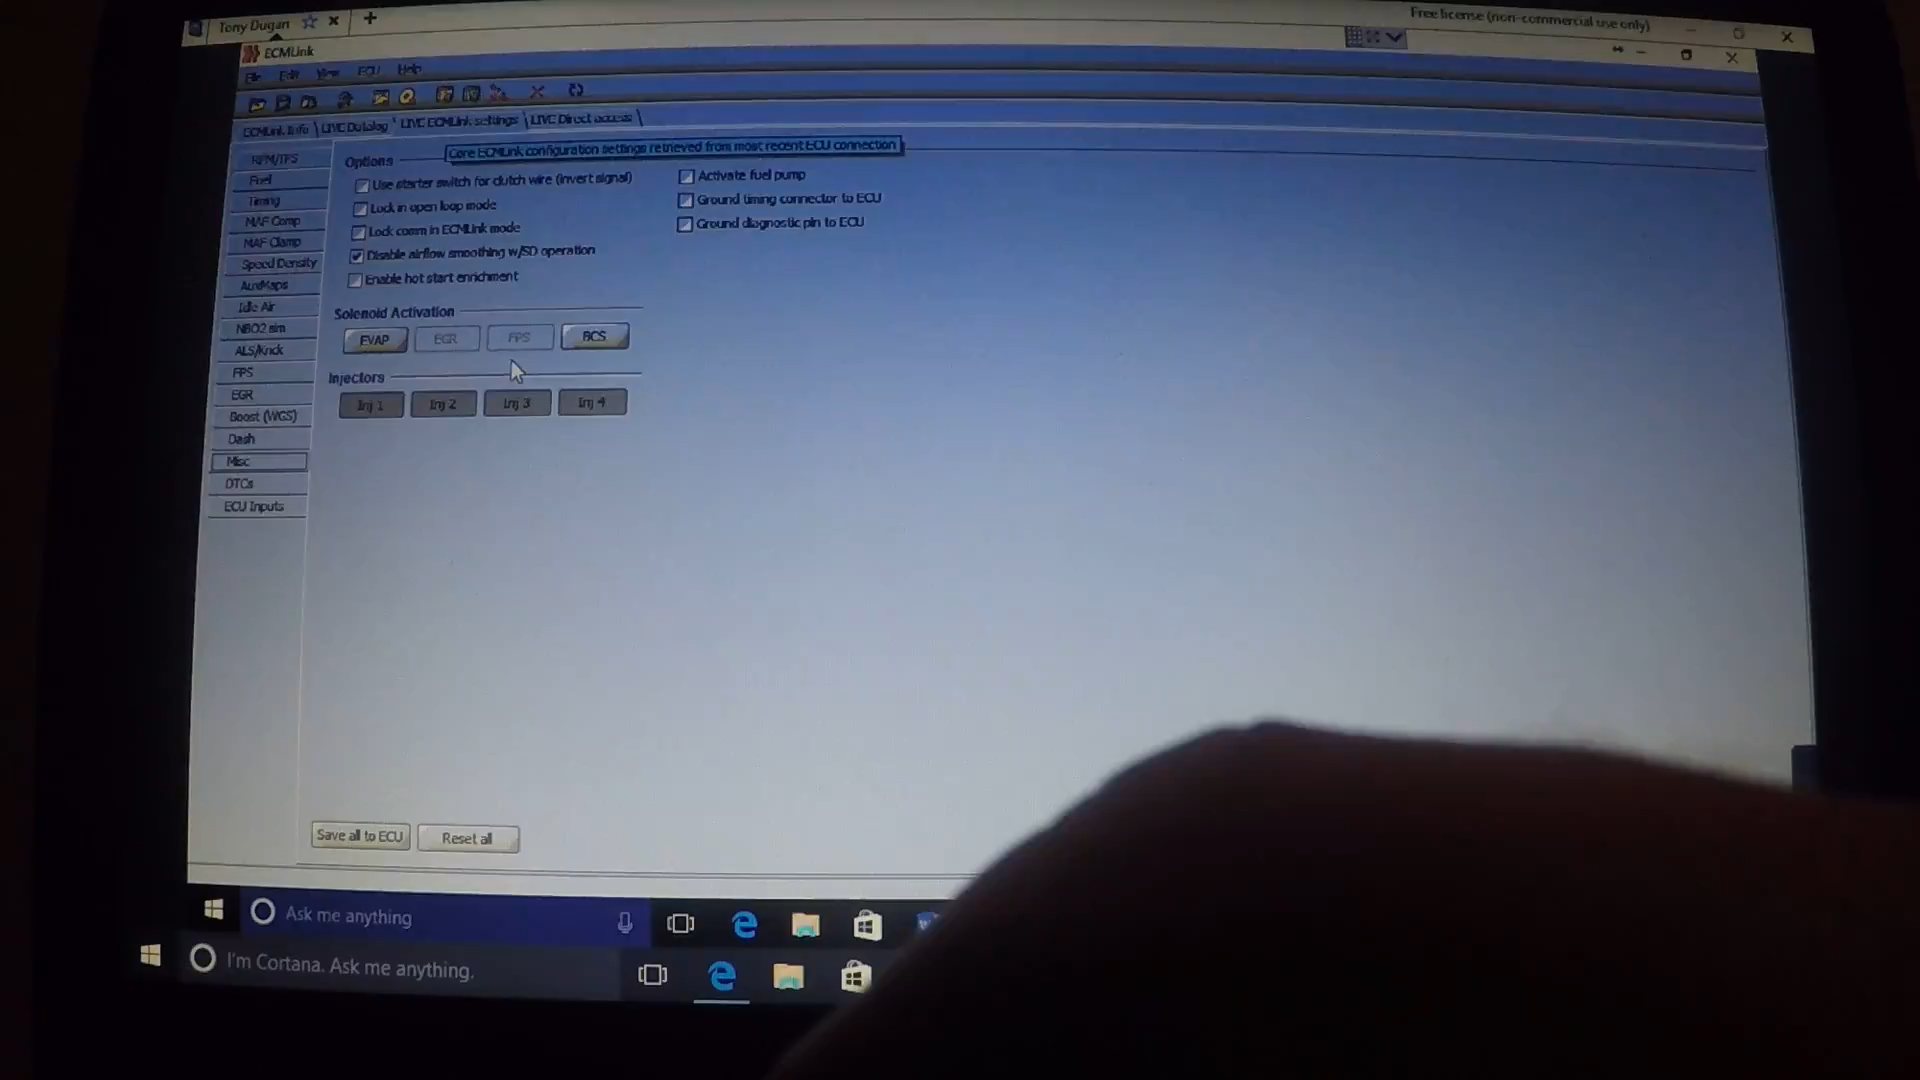 Tony Dugan
Free license (non-commercial use only)
ECMLink
File Edit View ECU Help
ECMLink Info LIVE Datalog LIVE ECMLink settings LIVE Direct access
Core ECMLink configuration settings retrieved from most recent ECU connection
RPM/TPS
Fuel
Timing
MAF Comp
MAF Clamp
Speed Density
AuxMaps
Idle Air
NBO2 sim
ALS/Knck
FPS
EGR
Boost (WGS)
Dash
Misc
DTCs
ECU Inputs
Options
Use starter switch for clutch wire (invert signal)
Lock in open loop mode
Lock comm in ECMLink mode
Disable airflow smoothing w/SD operation
Enable hot start enrichment
Activate fuel pump
Ground timing connector to ECU
Ground diagnostic pin to ECU
Solenoid Activation
EVAP EGR FPS BCS
Injectors
Inj 1 Inj 2 Inj 3 Inj 4
Save all to ECU Reset all
Ask me anything
I'm Cortana. Ask me anything.